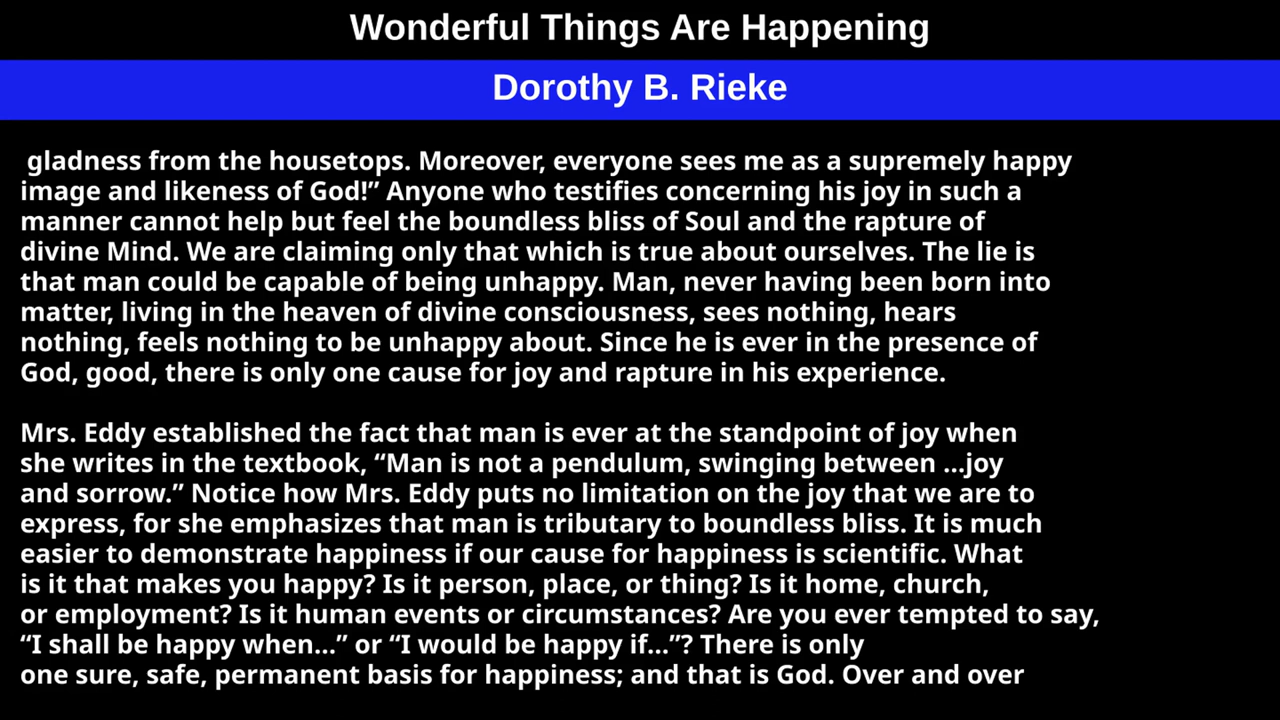 Wonderful Things Are Happening
Dorothy B. Rieke
gladness from the housetops. Moreover, everyone sees me as a supremely happy
image and likeness of God!” Anyone who testifies concerning his joy in such a
manner cannot help but feel the boundless bliss of Soul and the rapture of
divine Mind. We are claiming only that which is true about ourselves. The lie is
that man could be capable of being unhappy. Man, never having been born into
matter, living in the heaven of divine consciousness, sees nothing, hears
nothing, feels nothing to be unhappy about. Since he is ever in the presence of
God, good, there is only one cause for joy and rapture in his experience.
Mrs. Eddy established the fact that man is ever at the standpoint of joy when
she writes in the textbook, “Man is not a pendulum, swinging between ...joy
and sorrow.” Notice how Mrs. Eddy puts no limitation on the joy that we are to
express, for she emphasizes that man is tributary to boundless bliss. It is much
easier to demonstrate happiness if our cause for happiness is scientific. What
is it that makes you happy? Is it person, place, or thing? Is it home, church,
or employment? Is it human events or circumstances? Are you ever tempted to say,
“I shall be happy when...” or “I would be happy if...”? There is only
one sure, safe, permanent basis for happiness; and that is God. Over and over